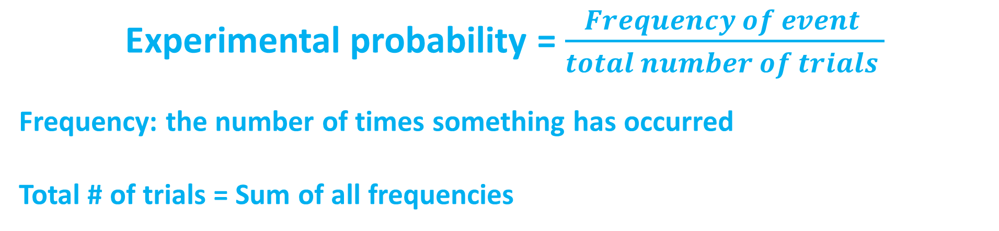 Experimental probability = Frequency of event / total number of trials
Frequency: the number of times something has occurred
Total # of trials = Sum of all frequencies